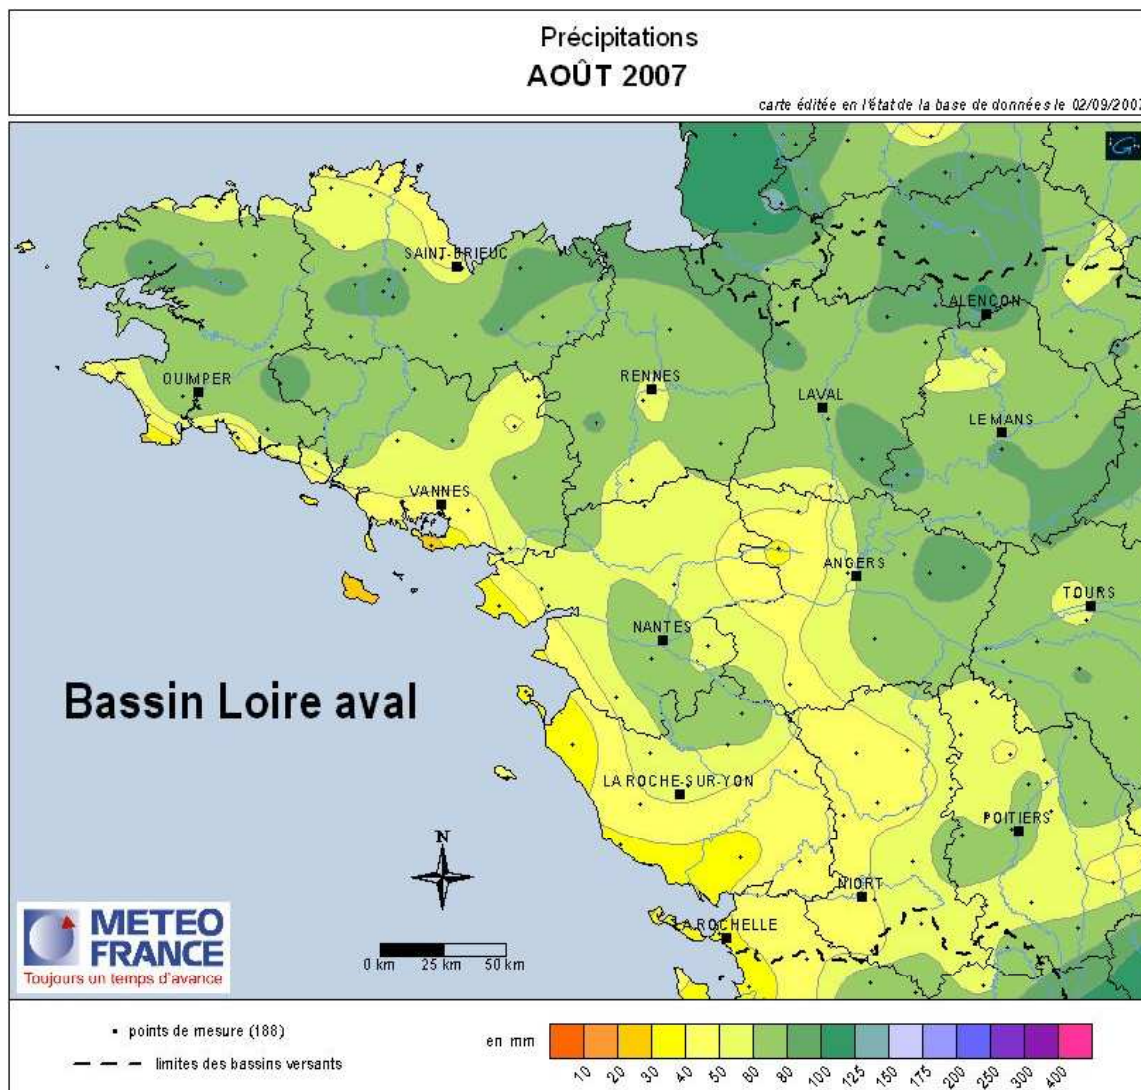 Précipitations
AOÛT 2007
carte éditée en l'état de la base de données le 02/09/2007
SAINT-BRIEUC
ALENCON
QUIMPER
RENNES
LAVAL
LE MANS
VANNES
ANGERS
TOURS
NANTES
Bassin Loire aval
LA ROCHE-SUR-YON
POITIERS
N
NIORT
LA ROCHELLE
METEO
FRANCE
Toujours un temps d'avance
0 km 25 km 50 km
points de mesure (188)
limites des bassins versants
en mm
10 20 30 40 50 60 80 100 125 150 175 200 250 300 400